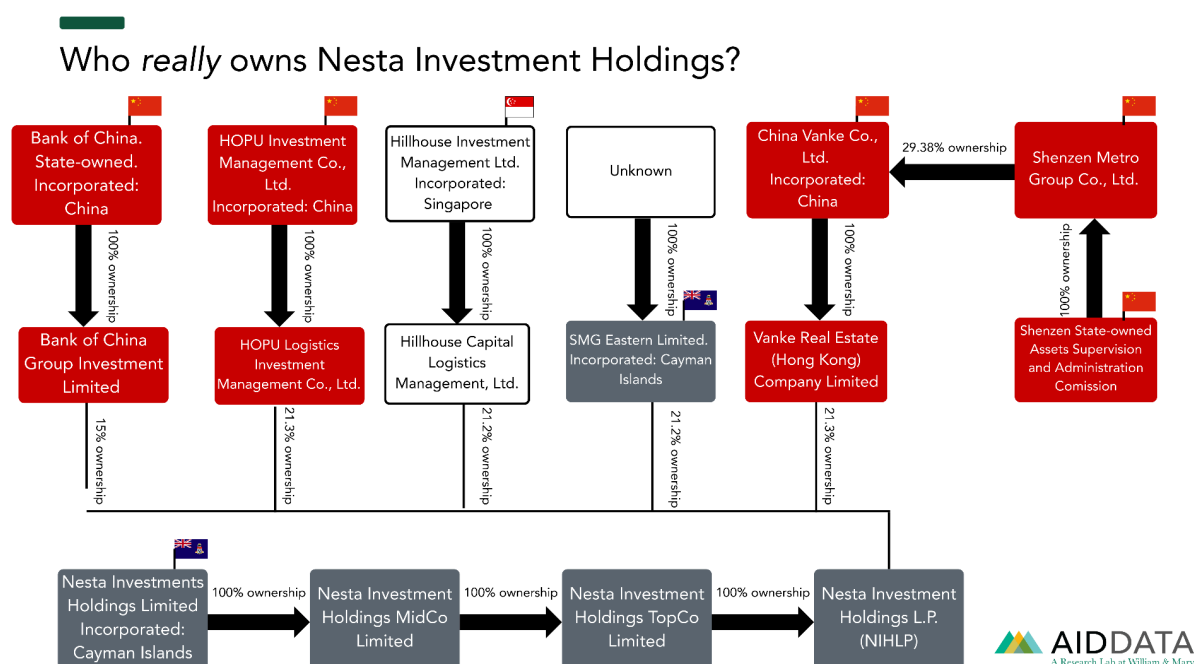 Who really owns Nesta Investment Holdings?
Bank of China.
State-owned.
Incorporated:
China
HOPU Investment
Management Co.,
Ltd.
Incorporated: China
Hillhouse Investment
Management Ltd.
Incorporated:
Singapore
Unknown
China Vanke Co.,
Ltd.
Incorporated:
China
29.38% ownership
Shenzen Metro
Group Co., Ltd.
100% ownership
100% ownership
100% ownership
100% ownership
100% ownership
100% ownership
Bank of China
Group Investment
Limited
HOPU Logistics
Investment
Management Co., Ltd.
Hillhouse Capital
Logistics
Management, Ltd.
SMG Eastern Limited.
Incorporated: Cayman
Islands
Vanke Real Estate
(Hong Kong)
Company Limited
Shenzen State-owned
Assets Supervision
and Administration
Comission
15% ownership
21.3% ownership
21.2% ownership
21.2% ownership
21.3% ownership
Nesta Investments
Holdings Limited
Incorporated:
Cayman Islands
100% ownership
Nesta Investment
Holdings MidCo
Limited
100% ownership
Nesta Investment
Holdings TopCo
Limited
100% ownership
Nesta Investment
Holdings L.P.
(NIHLP)
AIDDATA
A Research Lab at William & Mary